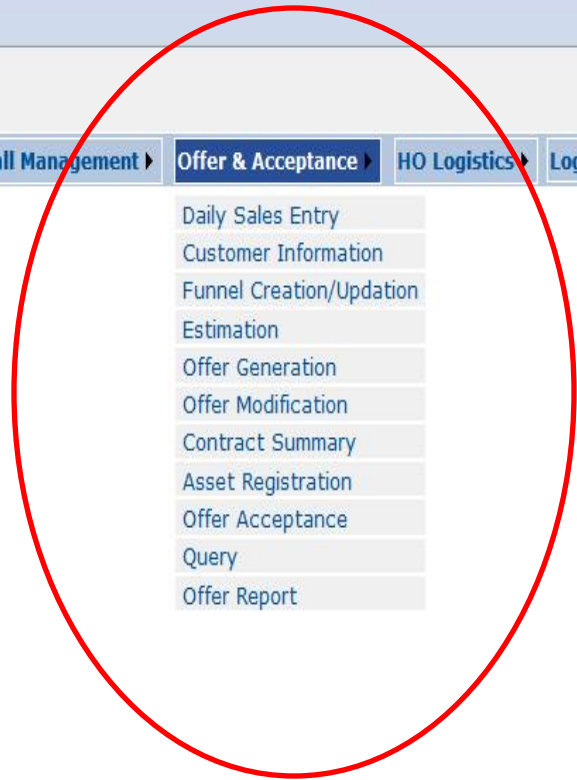 all Management Offer & Acceptance HO Logistics Log
Daily Sales Entry
Customer Information
Funnel Creation/Updation
Estimation
Offer Generation
Offer Modification
Contract Summary
Asset Registration
Offer Acceptance
Query
Offer Report